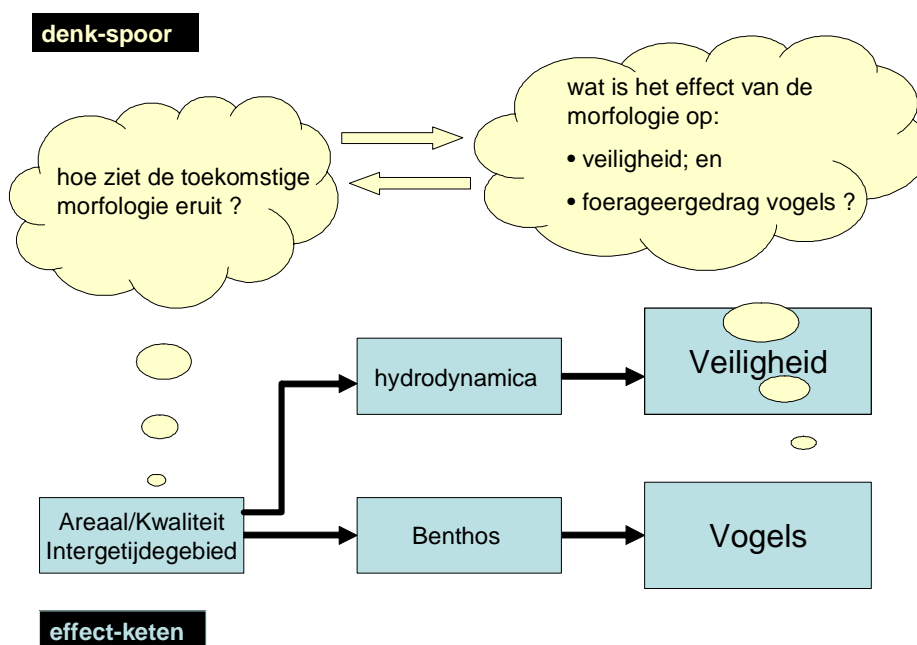 denk-spoor
wat is het effect van de
morfologie op:
• veiligheid; en
• foerageergedrag vogels ?
hoe ziet de toekomstige
morfologie eruit ?
hydrodynamica
Veiligheid
Areaal/Kwaliteit
Intergetijdegebied
Benthos
Vogels
effect-keten